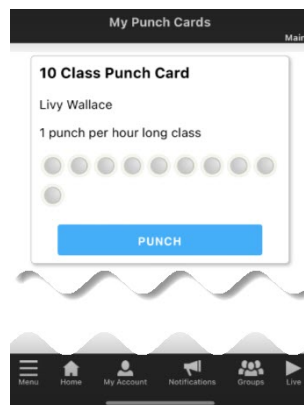 My Punch Cards
Main
10 Class Punch Card
Livy Wallace
1 punch per hour long class
PUNCH
Menu Home My Account Notifications Groups Live